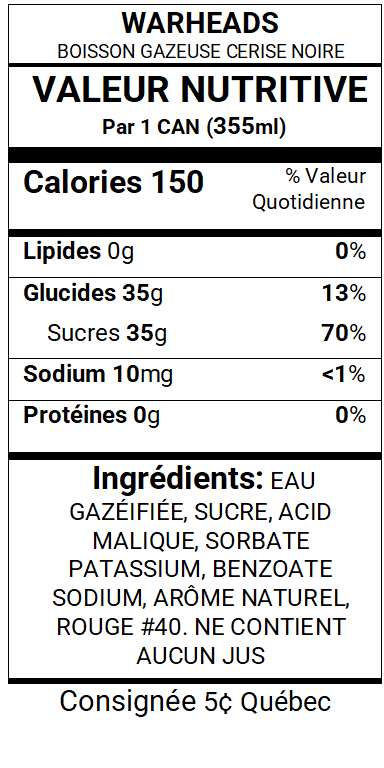 WARHEADS
BOISSON GAZEUSE CERISE NOIRE
VALEUR NUTRITIVE
Par 1 CAN (355ml)
Calories 150
% Valeur
Quotidienne
Lipides 0g 0%
Glucides 35g 13%
Sucres 35g 70%
Sodium 10mg <1%
Protéines 0g 0%
Ingrédients: EAU
GAZÉIFIÉE, SUCRE, ACID
MALIQUE, SORBATE
PATASSIUM, BENZOATE
SODIUM, ARÔME NATUREL,
ROUGE #40. NE CONTIENT
AUCUN JUS
Consignée 5¢ Québec